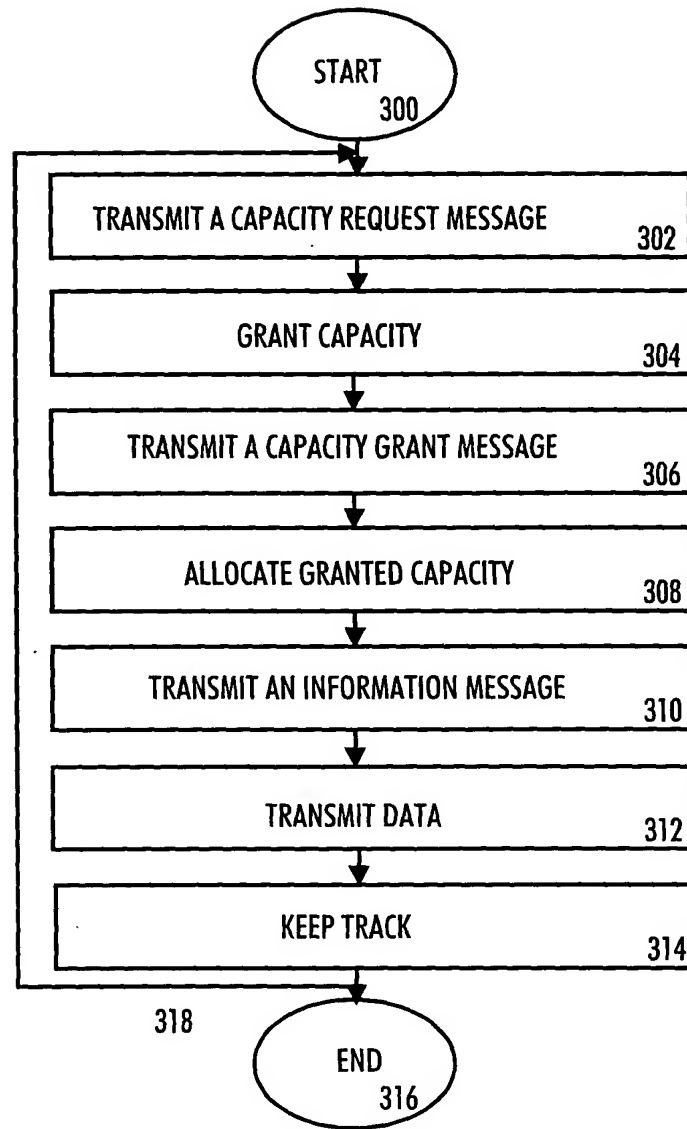 START
300
TRANSMIT A CAPACITY REQUEST MESSAGE
302
GRANT CAPACITY
304
TRANSMIT A CAPACITY GRANT MESSAGE
306
ALLOCATE GRANTED CAPACITY
308
TRANSMIT AN INFORMATION MESSAGE
310
TRANSMIT DATA
312
KEEP TRACK
314
318
END
316